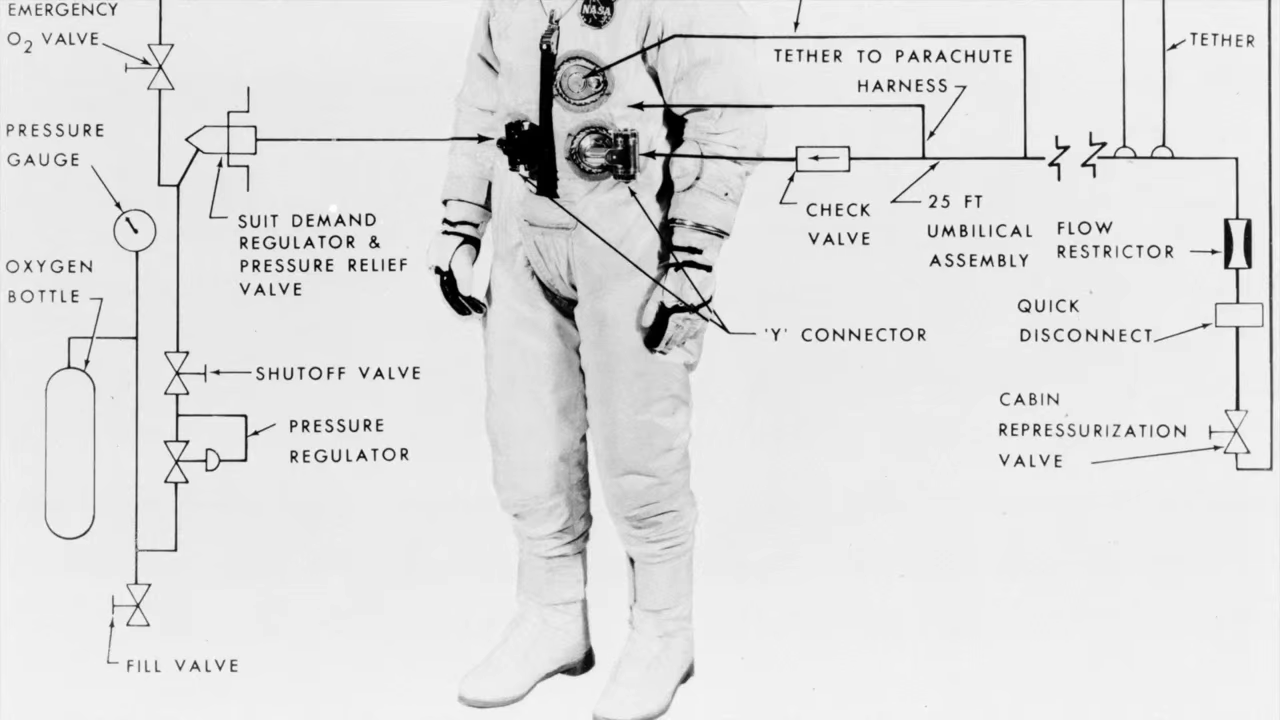 EMERGENCY
O2 VALVE
NASA
TETHER TO PARACHUTE
HARNESS
TETHER
PRESSURE
GAUGE
SUIT DEMAND
REGULATOR &
PRESSURE RELIEF
VALVE
CHECK
VALVE
25 FT
UMBILICAL
ASSEMBLY
FLOW
RESTRICTOR
OXYGEN
BOTTLE
QUICK
DISCONNECT
'Y' CONNECTOR
SHUTOFF VALVE
PRESSURE
REGULATOR
CABIN
REPRESSURIZATION
VALVE
FILL VALVE